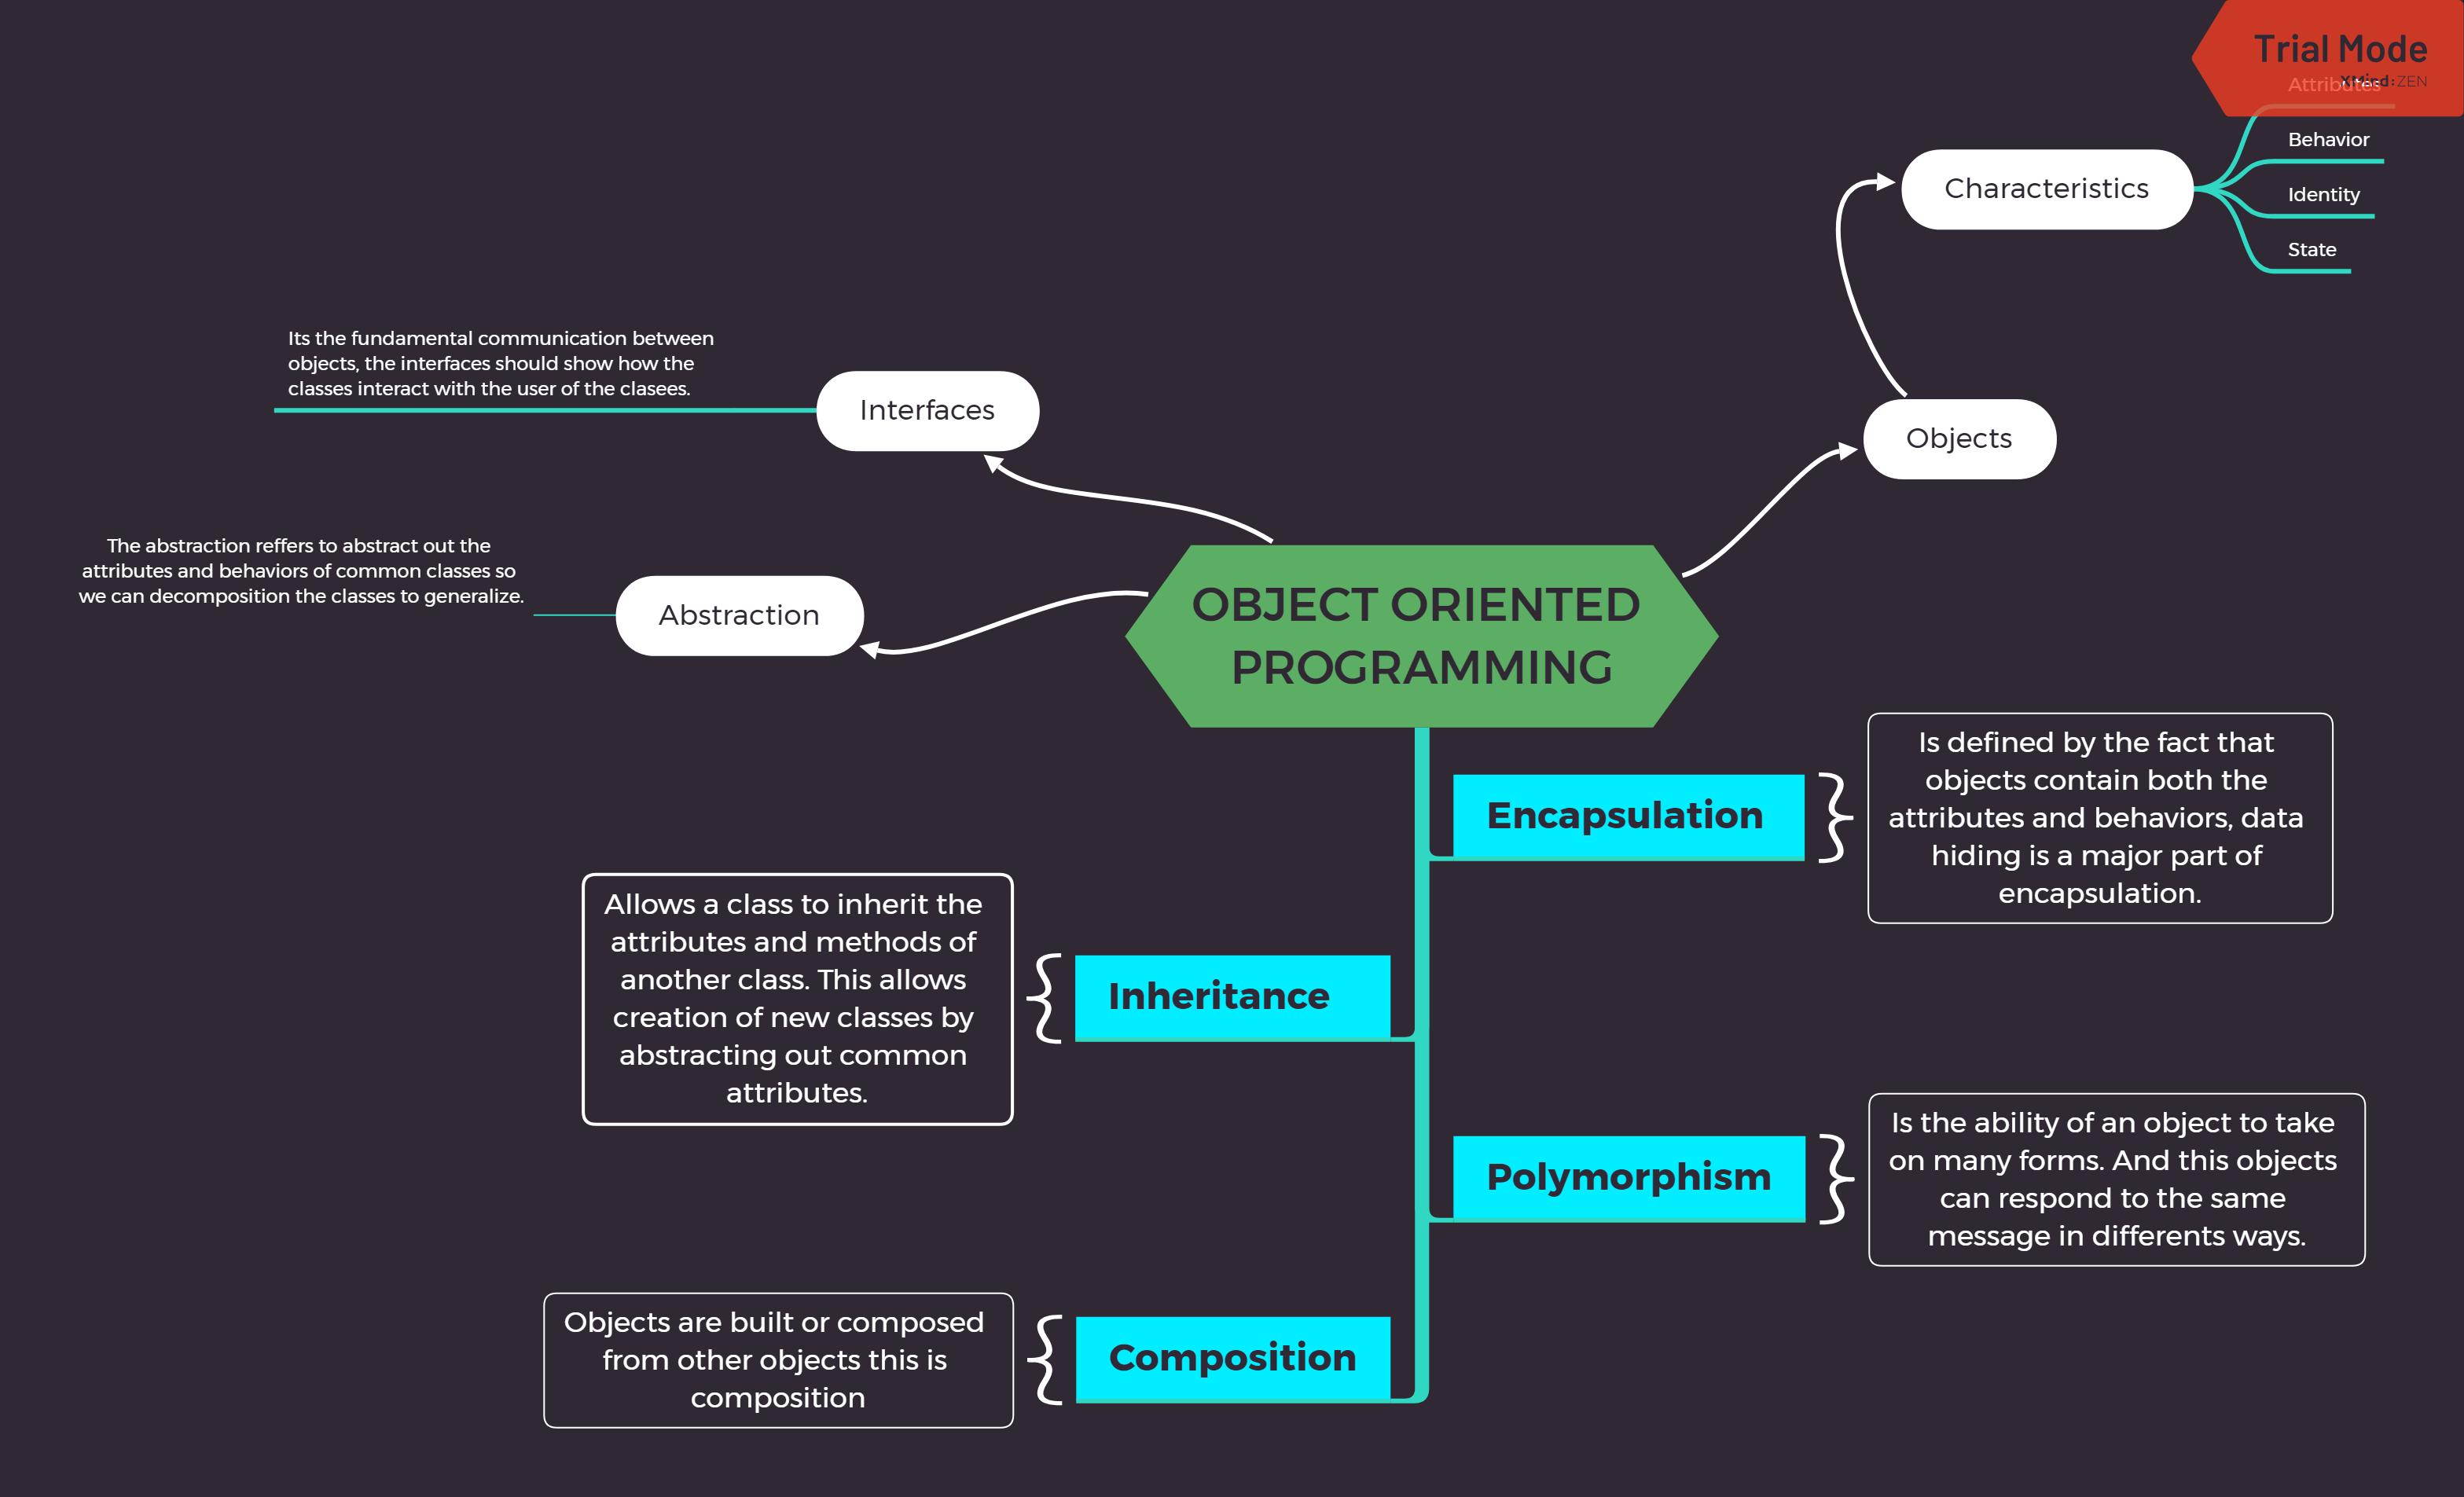 Trial Mode
XMind:ZEN
Attributes
Behavior
Identity
State
Characteristics
Objects
Its the fundamental communication between
objects, the interfaces should show how the
classes interact with the user of the clasees.
Interfaces
The abstraction reffers to abstract out the
attributes and behaviors of common classes so
we can decomposition the classes to generalize.
Abstraction
OBJECT ORIENTED
PROGRAMMING
Encapsulation
Is defined by the fact that
objects contain both the
attributes and behaviors, data
hiding is a major part of
encapsulation.
Allows a class to inherit the
attributes and methods of
another class. This allows
creation of new classes by
abstracting out common
attributes.
Inheritance
Polymorphism
Is the ability of an object to take
on many forms. And this objects
can respond to the same
message in differents ways.
Objects are built or composed
from other objects this is
composition
Composition